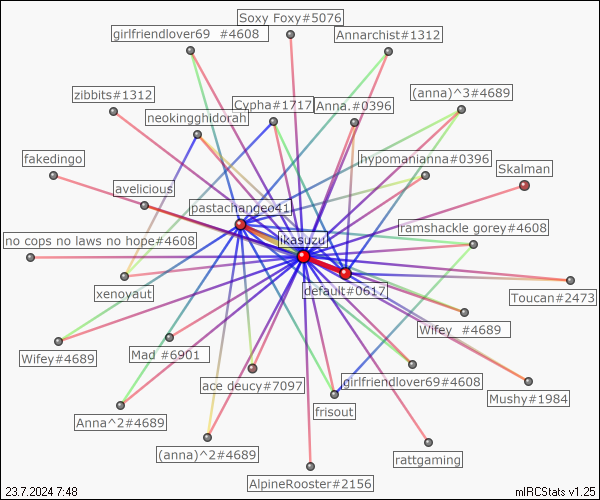 Soxy Foxy#5076
girlfriendlover69 #4608
Annarchist#1312
zibbits#1312
(anna)^3#4689
Cypha#1717
Anna.#0396
neokingghidorah
fakedingo
hypomanianna#0396
Skalman
avelicious
pastachangeo41
no cops no laws no hope#4608
likasuzu
ramshackle gorey#4608
xenoyaut
default#0617
Toucan#2473
Wifey #4689
Wifey#4689
Mad #6901
ace deucy#7097
girlfriendlover69#4608
Mushy#1984
frisout
Anna^2#4689
(anna)^2#4689
rattgaming
AlpineRooster#2156
23.7.2024 7:48
mIRCStats v1.25